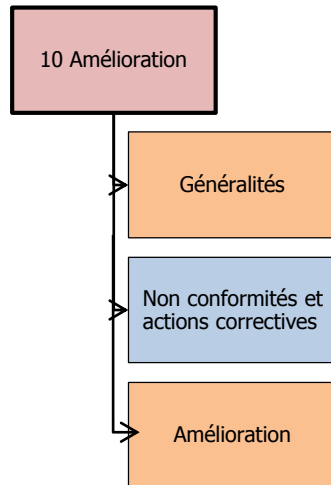 10 Amélioration
Généralités
Non conformités et
actions correctives
Amélioration